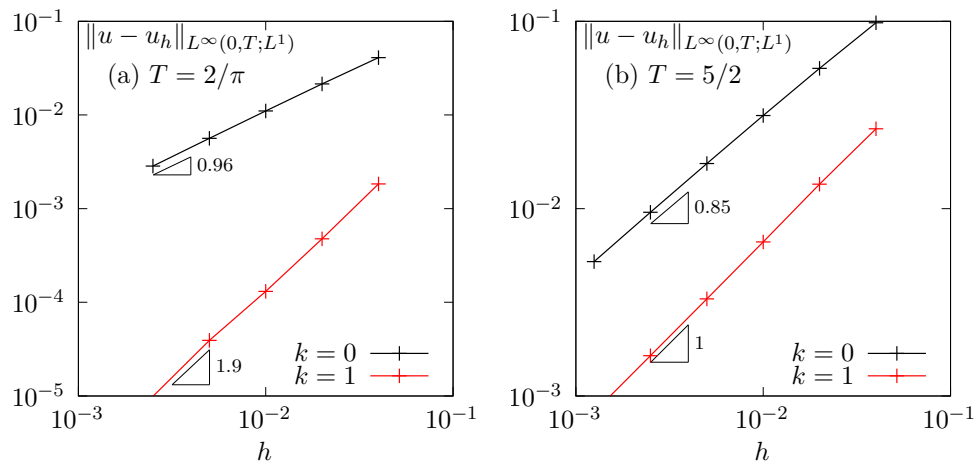 10⁻¹
10⁻²
10⁻³
10⁻⁴
10⁻⁵
‖u − u_h‖_{L^∞(0,T;L¹)}
(a) T = 2/π
0.96
1.9
k = 0
k = 1
10⁻³ 10⁻² 10⁻¹
h
10⁻¹
10⁻²
10⁻³
‖u − u_h‖_{L^∞(0,T;L¹)}
(b) T = 5/2
0.85
1
k = 0
k = 1
10⁻³ 10⁻² 10⁻¹
h